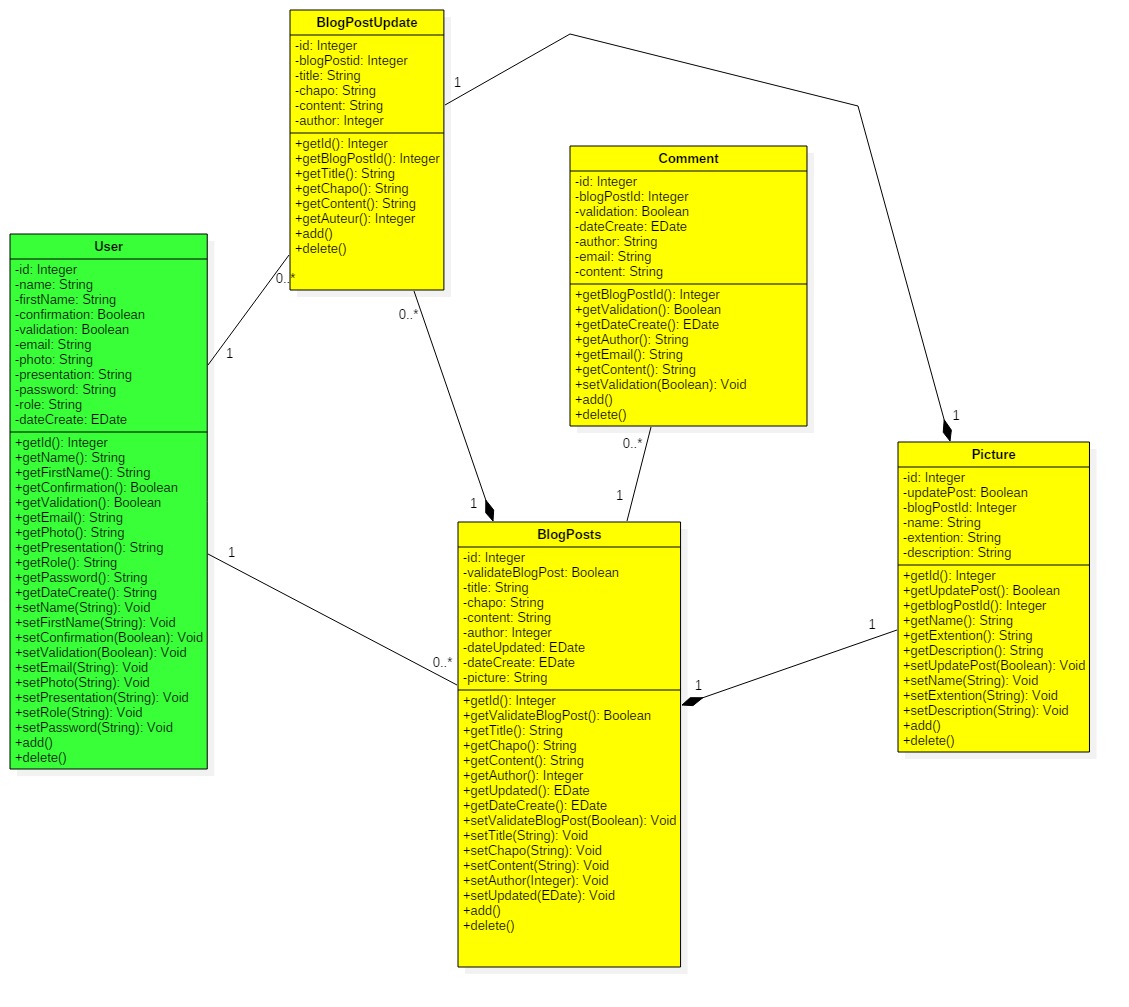 BlogPostUpdate
-id: Integer
-blogPostid: Integer
-title: String
-chapo: String
-content: String
-author: Integer
+getId(): Integer
+getBlogPostId(): Integer
+getTitle(): String
+getChapo(): String
+getContent(): String
+getAuteur(): Integer
+add()
+delete()
1
0..*
0..*
Comment
-id: Integer
-blogPostId: Integer
-validation: Boolean
-dateCreate: EDate
-author: String
-email: String
-content: String
+getBlogPostId(): Integer
+getValidation(): Boolean
+getDateCreate(): EDate
+getAuthor(): String
+getEmail(): String
+getContent(): String
+setValidation(Boolean): Void
+add()
+delete()
0..*
1
User
-id: Integer
-name: String
-firstName: String
-confirmation: Boolean
-validation: Boolean
-email: String
-photo: String
-presentation: String
-password: String
-role: String
-dateCreate: EDate
+getId(): Integer
+getName(): String
+getFirstName(): String
+getConfirmation(): Boolean
+getValidation(): Boolean
+getEmail(): String
+getPhoto(): String
+getPresentation(): String
+getRole(): String
+getPassword(): String
+getDateCreate(): String
+setName(String): Void
+setFirstName(String): Void
+setConfirmation(Boolean): Void
+setValidation(Boolean): Void
+setEmail(String): Void
+setPhoto(String): Void
+setPresentation(String): Void
+setRole(String): Void
+setPassword(String): Void
+add()
+delete()
1
1
0..*
1
BlogPosts
-id: Integer
-validateBlogPost: Boolean
-title: String
-chapo: String
-content: String
-author: Integer
-dateUpdated: EDate
-dateCreate: EDate
-picture: String
+getId(): Integer
+getValidateBlogPost(): Boolean
+getTitle(): String
+getChapo(): String
+getContent(): String
+getAuthor(): Integer
+getUpdated(): EDate
+getDateCreate(): EDate
+setValidateBlogPost(Boolean): Void
+setTitle(String): Void
+setChapo(String): Void
+setContent(String): Void
+setAuthor(Integer): Void
+setUpdated(EDate): Void
+add()
+delete()
1
1
1
Picture
-id: Integer
-updatePost: Boolean
-blogPostId: Integer
-name: String
-extention: String
-description: String
+getId(): Integer
+getUpdatePost(): Boolean
+getblogPostId(): Integer
+getName(): String
+getExtention(): String
+getDescription(): String
+setUpdatePost(Boolean): Void
+setName(String): Void
+setExtention(String): Void
+setDescription(String): Void
+add()
+delete()